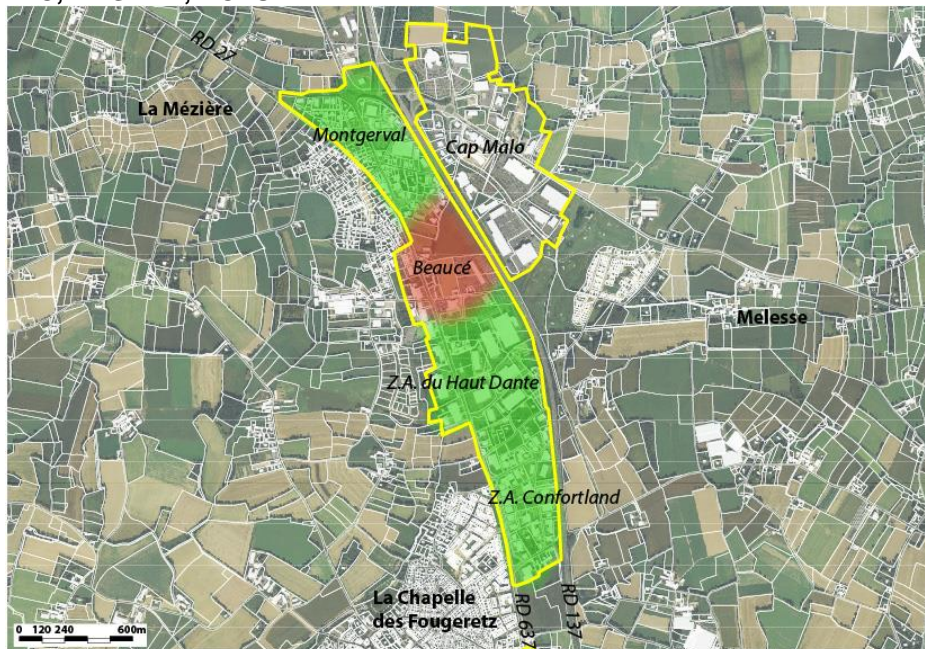 RD 27
N
La Mézière
Montgerval
Cap Malo
Beaucé
Melesse
Z.A. du Haut Dante
Z.A. Confortland
La Chapelle
des Fougeretz
RD 637
RD 137
0 120 240 600m